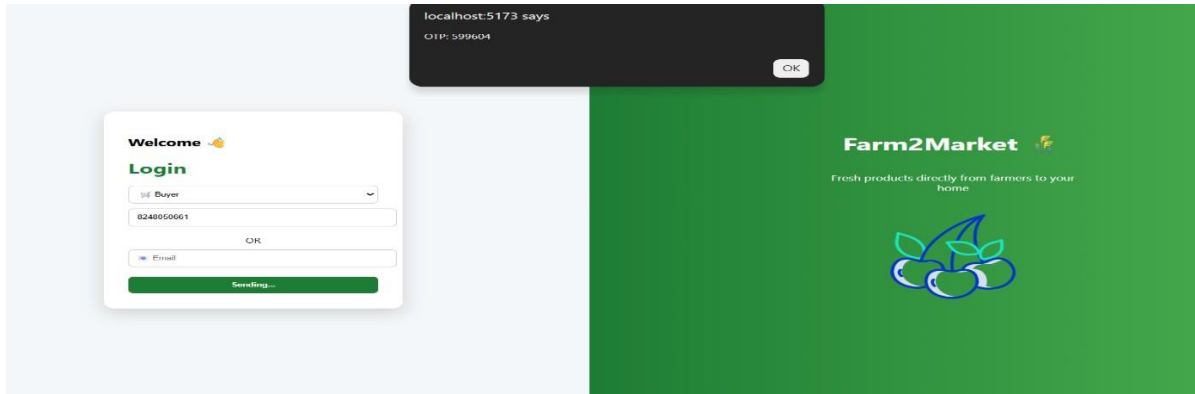 localhost:5173 says
OTP: 599604
OK
Welcome
Login
Buyer
8248050661
OR
Email
Sending...
Farm2Market
Fresh products directly from farmers to your
home